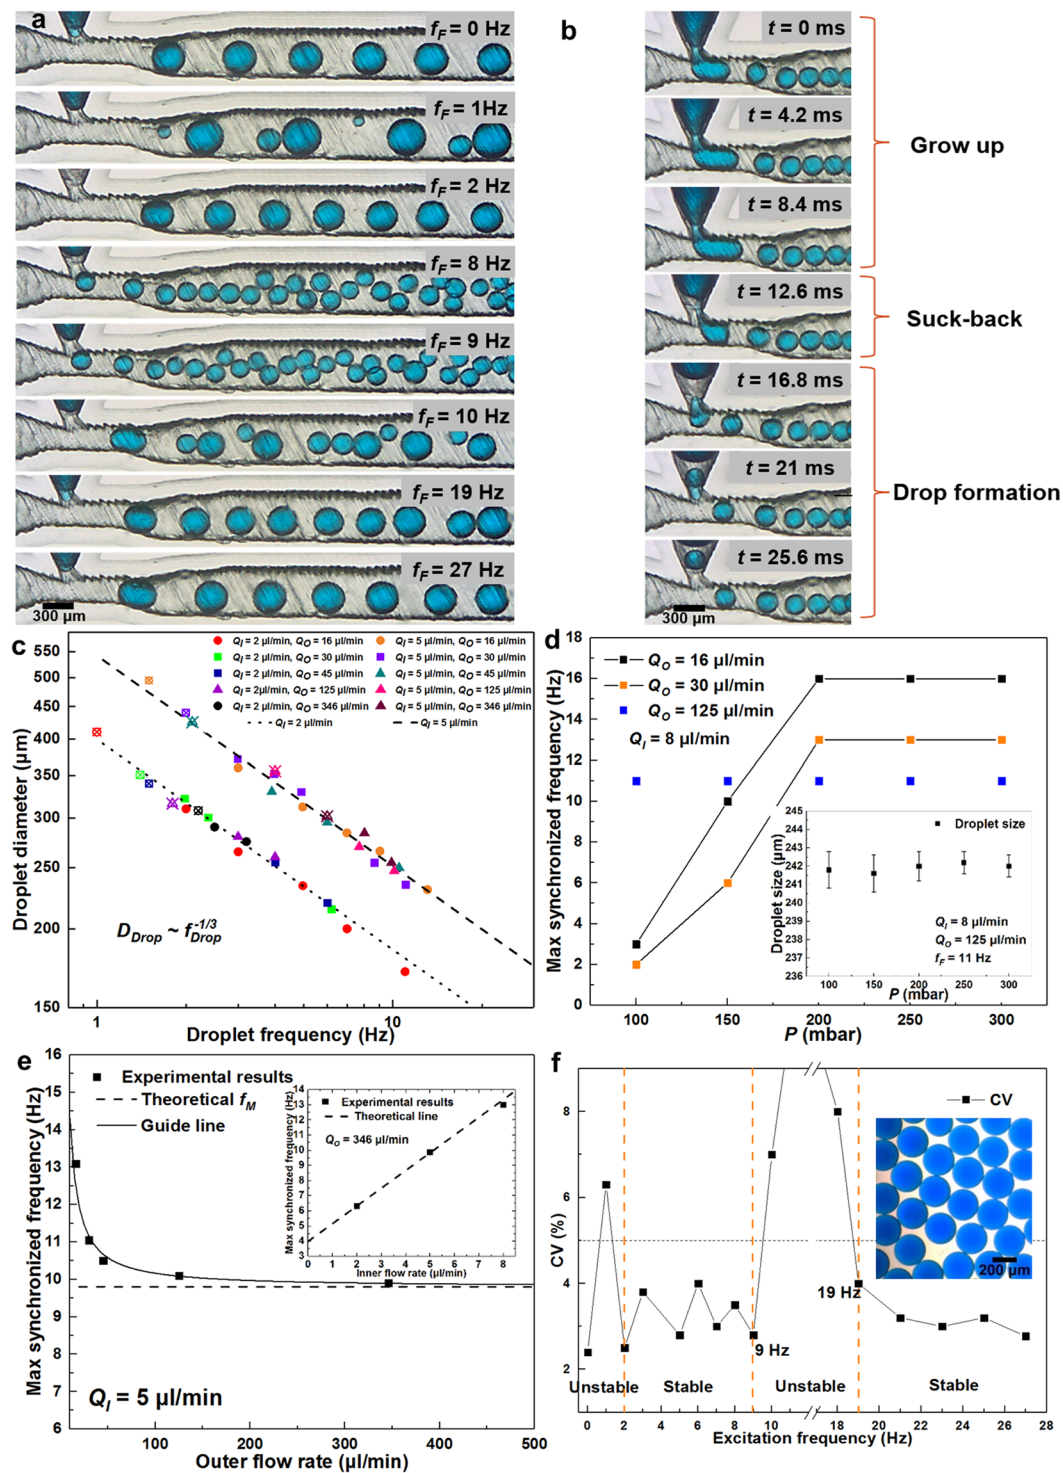 a
f_F = 0 Hz
f_F = 1Hz
f_F = 2 Hz
f_F = 8 Hz
f_F = 9 Hz
f_F = 10 Hz
f_F = 19 Hz
f_F = 27 Hz
300 µm
b
t = 0 ms
t = 4.2 ms
t = 8.4 ms
t = 12.6 ms
t = 16.8 ms
t = 21 ms
t = 25.6 ms
300 µm
Grow up
Suck-back
Drop formation
c
Q_I = 2 µl/min, Q_O = 16 µl/min
Q_I = 2 µl/min, Q_O = 30 µl/min
Q_I = 2 µl/min, Q_O = 45 µl/min
Q_I = 2µl/min, Q_O = 125 µl/min
Q_I = 2 µl/min, Q_O = 346 µl/min
Q_I = 2 µl/min
Q_I = 5 µl/min, Q_O = 16 µl/min
Q_I = 5 µl/min, Q_O = 30 µl/min
Q_I = 5 µl/min, Q_O = 45 µl/min
Q_I = 5 µl/min, Q_O = 125 µl/min
Q_I = 5 µl/min, Q_O = 346 µl/min
Q_I = 5 µl/min
550
500
450
400
350
300
250
200
150
Droplet diameter (µm)
D_Drop ~ f_Drop^-1/3
1
10
Droplet frequency (Hz)
d
18
16
14
12
10
8
6
4
2
0
Max synchronized frequency (Hz)
Q_O = 16 µl/min
Q_O = 30 µl/min
Q_O = 125 µl/min
Q_I = 8 µl/min
245
244
243
242
241
240
239
238
237
236
Droplet size (µm)
Droplet size
Q_I = 8 µl/min
Q_O = 125 µl/min
f_F = 11 Hz
100 150 200 250 300
P (mbar)
100 150 200 250 300
P (mbar)
e
16
15
14
13
12
11
10
9
8
7
6
Max synchronized frequency (Hz)
Experimental results
Theoretical f_M
Guide line
14
13
12
11
10
9
8
7
6
5
4
3
Max synchronized frequency (Hz)
Experimental results
Theoretical line
Q_O = 346 µl/min
0 1 2 3 4 5 6 7 8
Inner flow rate (µl/min)
Q_I = 5 µl/min
100 200 300 400 500
Outer flow rate (µl/min)
f
8
6
4
2
CV (%)
CV
200 µm
19 Hz
9 Hz
Unstable Stable Unstable Stable
0 2 4 6 8 10 18 20 22 24 26 28
Excitation frequency (Hz)